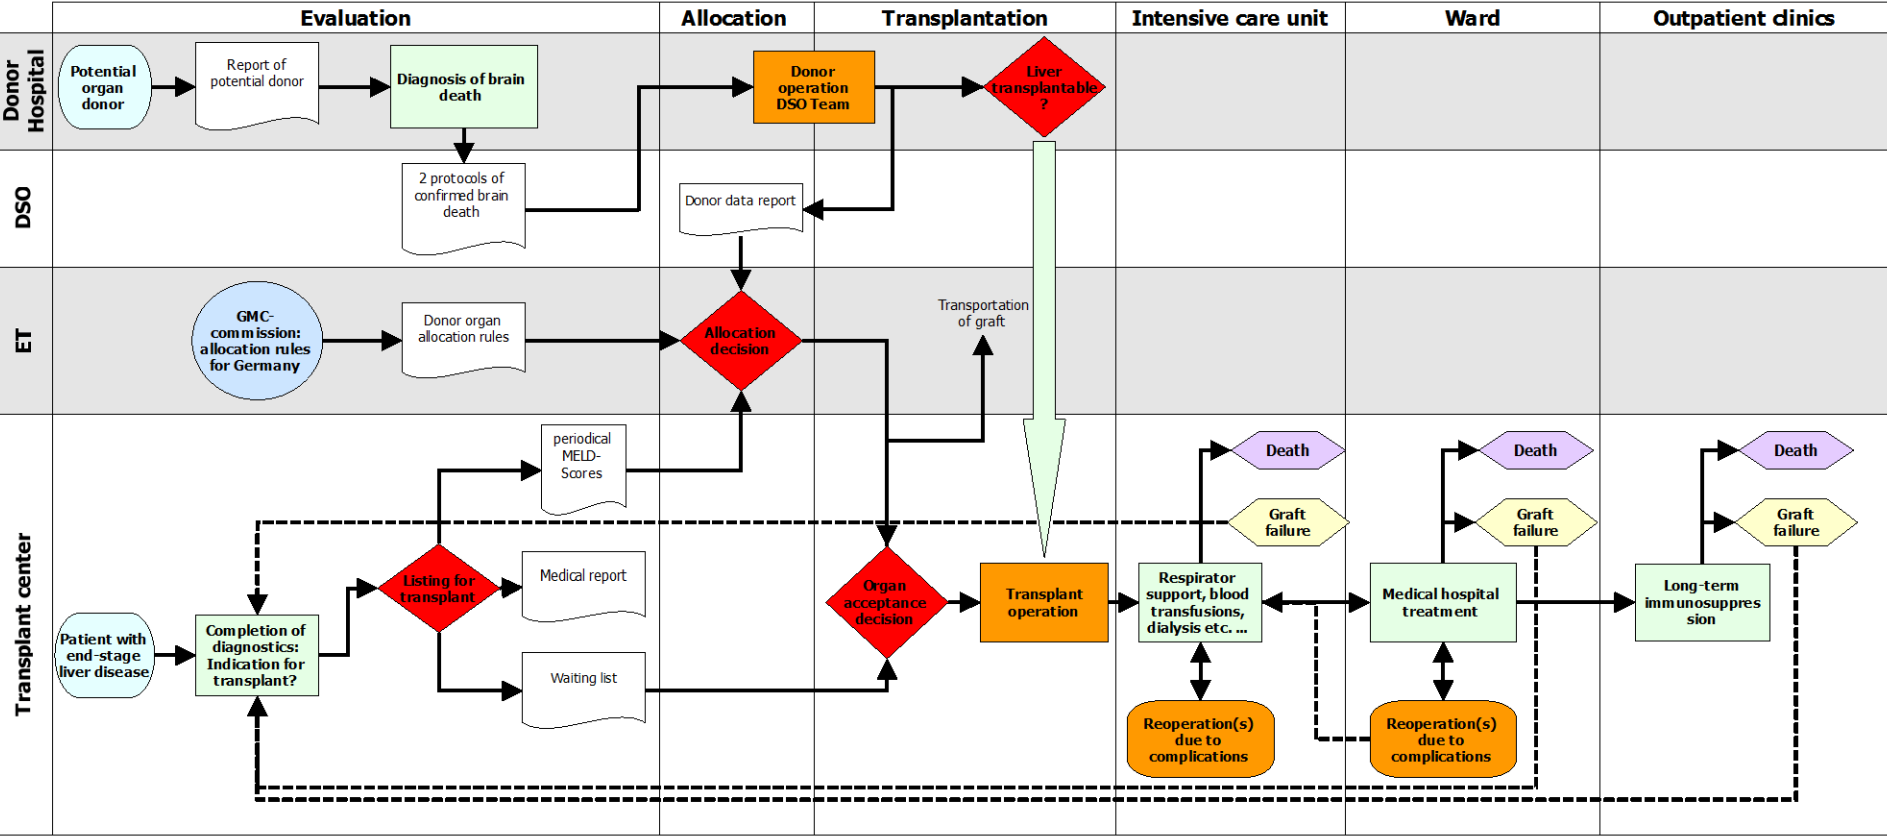 Evaluation
Allocation
Transplantation
Intensive care unit
Ward
Outpatient clinics
Donor
Hospital
Potential
organ
donor
Report of
potential donor
Diagnosis of brain
death
Donor
operation
DSO Team
Liver
transplantable
?
DSO
2 protocols of
confirmed brain
death
Donor data report
ET
GMC-
commission:
allocation rules
for Germany
Donor organ
allocation rules
Allocation
decision
Transportation
of graft
Transplant center
periodical
MELD-
Scores
Death
Death
Death
Graft
failure
Graft
failure
Graft
failure
Listing for
transplant
Medical report
Organ
acceptance
decision
Transplant
operation
Respirator
support, blood
transfusions,
dialysis etc. ...
Medical hospital
treatment
Long-term
immunosuppres
sion
Patient with
end-stage
liver disease
Completion of
diagnostics:
Indication for
transplant?
Waiting list
Reoperation(s)
due to
complications
Reoperation(s)
due to
complications